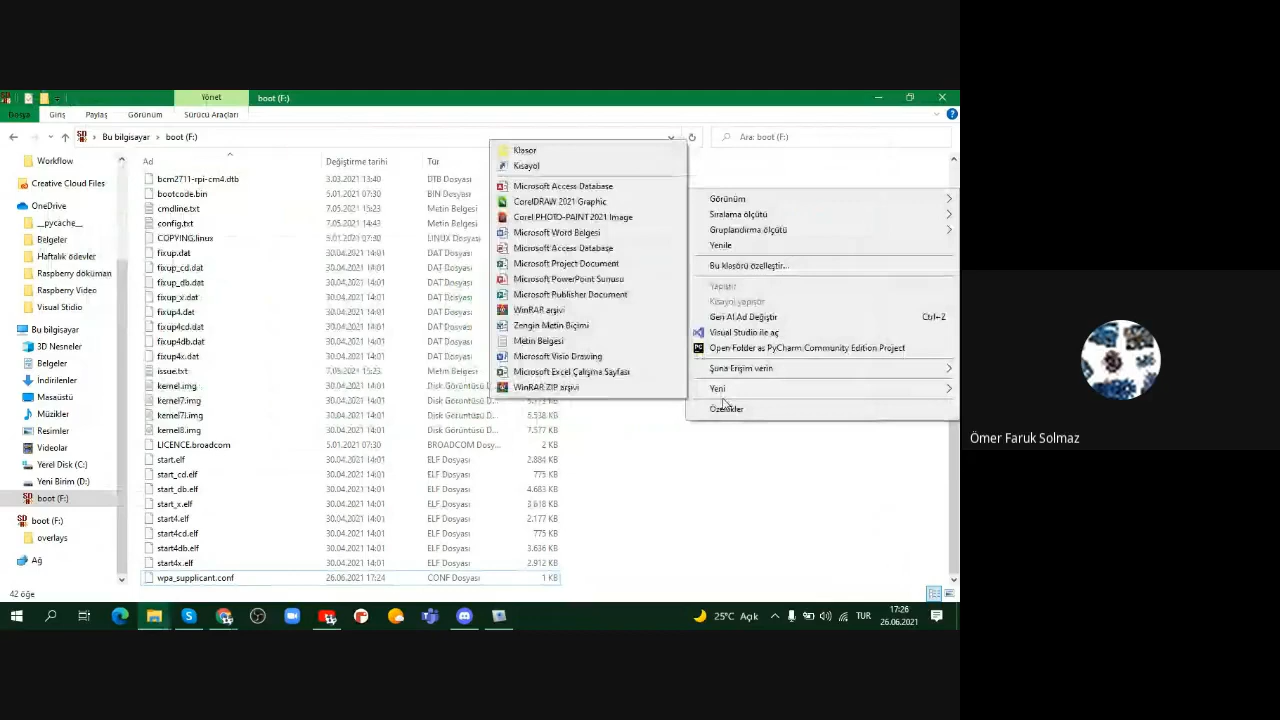 Yönet
boot (F:)
Dosya Giriş Paylaş Görünüm Sürücü Araçları
Bu bilgisayar boot (F:)
Ara: boot (F:)
Workflow
Creative Cloud Files
OneDrive
__pycache__
Belgeler
Haftalık ödevler
Raspberry döküman
Raspberry Video
Visual Studio
Bu bilgisayar
3D Nesneler
Belgeler
İndirilenler
Masaüstü
Müzikler
Resimler
Videolar
Yerel Disk (C:)
Yeni Birim (D:)
boot (F:)
boot (F:)
overlays
Ağ
42 öğe
Ad Değiştirme tarihi Tür
bcm2711-rpi-cm4.dtb 3.03.2021 13:40 DTB Dosyası
bootcode.bin 5.01.2021 07:30 BIN Dosyası
cmdline.txt 7.05.2021 15:23 Metin Belgesi
config.txt 7.05.2021 14:43 Metin Belgesi
COPYING.linux 5.01.2021 07:30 LINUX Dosyası
fixup.dat 30.04.2021 14:01 DAT Dosyası
fixup_cd.dat 30.04.2021 14:01 DAT Dosyası
fixup_db.dat 30.04.2021 14:01 DAT Dosyası
fixup_x.dat 30.04.2021 14:01 DAT Dosyası
fixup4.dat 30.04.2021 14:01 DAT Dosyası
fixup4cd.dat 30.04.2021 14:01 DAT Dosyası
fixup4db.dat 30.04.2021 14:01 DAT Dosyası
fixup4x.dat 30.04.2021 14:01 DAT Dosyası
issue.txt 7.05.2021 14:01 Metin Belgesi
kernel.img 30.04.2021 14:01 Disk Görüntüsü D...
kernel7.img 30.04.2021 14:01 Disk Görüntüsü D...
kernel7l.img 30.04.2021 14:01 Disk Görüntüsü D... 6.538 KB
kernel8.img 30.04.2021 14:01 Disk Görüntüsü D... 7.577 KB
LICENCE.broadcom 5.01.2021 07:30 BROADCOM Dosy... 2 KB
start.elf 30.04.2021 14:01 ELF Dosyası 2.884 KB
start_cd.elf 30.04.2021 14:01 ELF Dosyası 775 KB
start_db.elf 30.04.2021 14:01 ELF Dosyası 4.683 KB
start_x.elf 30.04.2021 14:01 ELF Dosyası 3.618 KB
start4.elf 30.04.2021 14:01 ELF Dosyası 2.177 KB
start4cd.elf 30.04.2021 14:01 ELF Dosyası 775 KB
start4db.elf 30.04.2021 14:01 ELF Dosyası 3.636 KB
start4x.elf 30.04.2021 14:01 ELF Dosyası 2.912 KB
wpa_supplicant.conf 26.06.2021 17:24 CONF Dosyası 1 KB
Klasör
Kısayol
Microsoft Access Database
CorelDRAW 2021 Graphic
Corel PHOTO-PAINT 2021 Image
Microsoft Word Belgesi
Microsoft Access Database
Microsoft Project Document
Microsoft PowerPoint Sunusu
Microsoft Publisher Document
WinRAR arşivi
Zengin Metin Biçimi
Metin Belgesi
Microsoft Visio Drawing
Microsoft Excel Çalışma Sayfası
WinRAR ZIP arşivi
Görünüm
Sıralama ölçütü
Gruplandırma ölçütü
Yenile
Bu klasörü özelleştir...
Yapıştır
Kısayol yapıştır
Geri Al Ad Değiştir Ctrl+Z
Visual Studio ile aç
Open Folder as PyCharm Community Edition Project
Şuna Erişim verin
Yeni
Özellikler
25°C Açık
TUR
17:26
26.06.2021
Ömer Faruk Solmaz